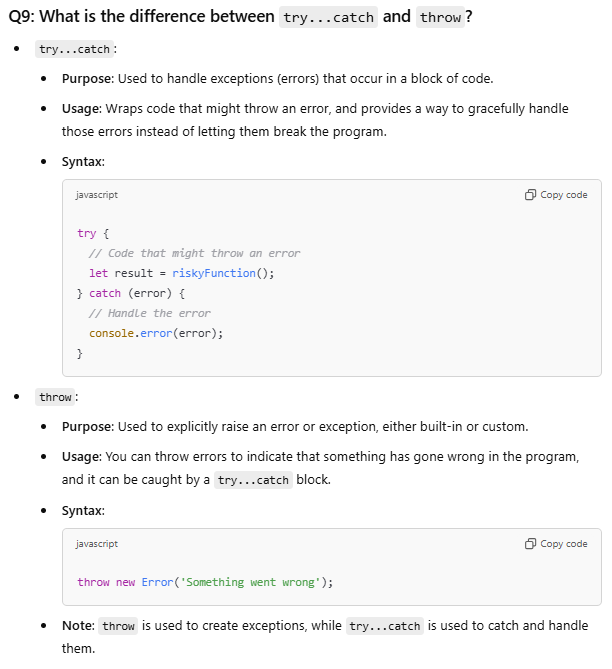 Q9: What is the difference between try...catch and throw?
try...catch:
Purpose: Used to handle exceptions (errors) that occur in a block of code.
Usage: Wraps code that might throw an error, and provides a way to gracefully handle
those errors instead of letting them break the program.
Syntax:
javascript Copy code
try {
  // Code that might throw an error
  let result = riskyFunction();
} catch (error) {
  // Handle the error
  console.error(error);
}
throw:
Purpose: Used to explicitly raise an error or exception, either built-in or custom.
Usage: You can throw errors to indicate that something has gone wrong in the program,
and it can be caught by a try...catch block.
Syntax:
javascript Copy code
throw new Error('Something went wrong');
Note: throw is used to create exceptions, while try...catch is used to catch and handle
them.